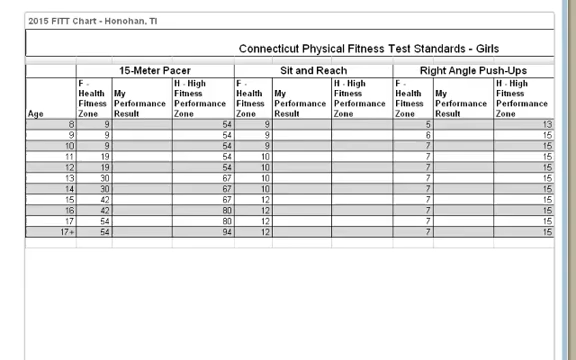 2015 FITT Chart - Honohan, TI
Connecticut Physical Fitness Test Standards - Girls
15-Meter Pacer Sit and Reach Right Angle Push-Ups
Age F - Health Fitness Zone My Performance Result H - High Fitness Performance Zone F - Health Fitness Zone My Performance Result H - High Fitness Performance Zone F - Health Fitness Zone My Performance Result H - High Fitness Performance Zone
8 9 54 9 5 13
9 9 54 9 6 15
10 9 54 9 7 15
11 19 54 10 7 15
12 19 54 10 7 15
13 30 67 10 7 15
14 30 67 10 7 15
15 42 67 12 7 15
16 42 80 12 7 15
17 54 80 12 7 15
17+ 54 94 12 7 15